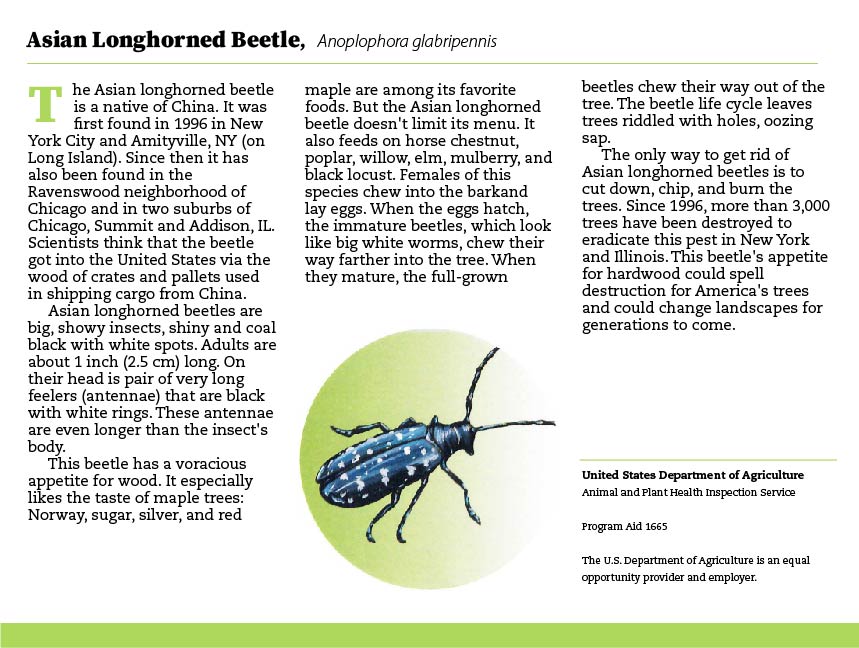 Asian Longhorned Beetle, Anoplophora glabripennis
The Asian longhorned beetle
is a native of China. It was
first found in 1996 in New
York City and Amityville, NY (on
Long Island). Since then it has
also been found in the
Ravenswood neighborhood of
Chicago and in two suburbs of
Chicago, Summit and Addison, IL.
Scientists think that the beetle
got into the United States via the
wood of crates and pallets used
in shipping cargo from China.
Asian longhorned beetles are
big, showy insects, shiny and coal
black with white spots. Adults are
about 1 inch (2.5 cm) long. On
their head is pair of very long
feelers (antennae) that are black
with white rings. These antennae
are even longer than the insect's
body.
This beetle has a voracious
appetite for wood. It especially
likes the taste of maple trees:
Norway, sugar, silver, and red
maple are among its favorite
foods. But the Asian longhorned
beetle doesn't limit its menu. It
also feeds on horse chestnut,
poplar, willow, elm, mulberry, and
black locust. Females of this
species chew into the barkand
lay eggs. When the eggs hatch,
the immature beetles, which look
like big white worms, chew their
way farther into the tree. When
they mature, the full-grown
beetles chew their way out of the
tree. The beetle life cycle leaves
trees riddled with holes, oozing
sap.
The only way to get rid of
Asian longhorned beetles is to
cut down, chip, and burn the
trees. Since 1996, more than 3,000
trees have been destroyed to
eradicate this pest in New York
and Illinois. This beetle's appetite
for hardwood could spell
destruction for America's trees
and could change landscapes for
generations to come.
United States Department of Agriculture
Animal and Plant Health Inspection Service
Program Aid 1665
The U.S. Department of Agriculture is an equal
opportunity provider and employer.